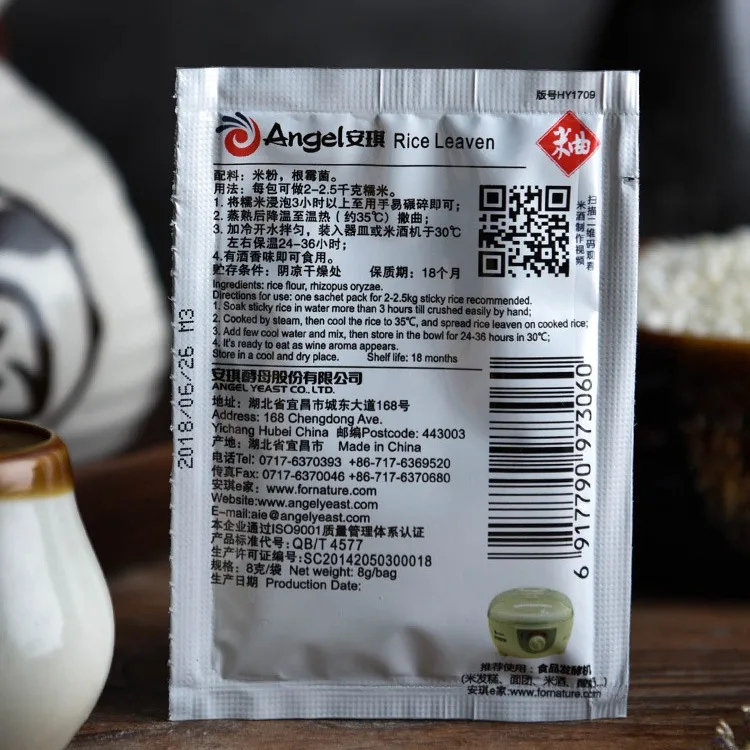 版号HY1709
Angel安琪 Rice Leaven
米曲
配料：米粉，根霉菌。
用法：每包可做2-2.5千克糯米。
1. 将糯米浸泡3小时以上至用手易碾碎即可；
2. 蒸熟后降温至温热（约35℃）撒曲；
3. 加冷开水拌匀，装入器皿或米酒机于30℃
左右保温24-36小时；
4. 有酒香味即可食用。
贮存条件：阴凉干燥处 保质期：18个月
扫描二维码观看
米酒制作视频
Ingredients: rice flour, rhizopus oryzae.
Directions for use: one sachet pack for 2-2.5kg sticky rice recommended.
1. Soak sticky rice in water more than 3 hours till crushed easily by hand;
2. Cooked by steam, then cool the rice to 35℃, and spread rice leaven on cooked rice;
3. Add few cool water and mix, then store in the bowl for 24-36 hours in 30℃;
4. It's ready to eat as wine aroma appears.
Store in a cool and dry place. Shelf life: 18 months
安琪酵母股份有限公司
ANGEL YEAST CO., LTD.
地址：湖北省宜昌市城东大道168号
Address: 168 Chengdong Ave.
Yichang Hubei China 邮编Postcode: 443003
产地：湖北省宜昌市 Made in China
电话Tel: 0717-6370393 +86-717-6369520
传真Fax: 0717-6370046 +86-717-6370680
安琪e家：www.fornature.com
Website:www.angelyeast.com
E-mail:aie@angelyeast.com
本企业通过ISO9001质量管理体系认证
产品标准代号：QB/T 4577
生产许可证编号：SC20142050300018
规格：8克/袋 Net weight: 8g/bag
生产日期 Production Date:
2018/06/26 M3
6 917790 973060
推荐使用：食品发酵机
(米发糕、面团、米酒、...)
安琪e家:www.fornature.com